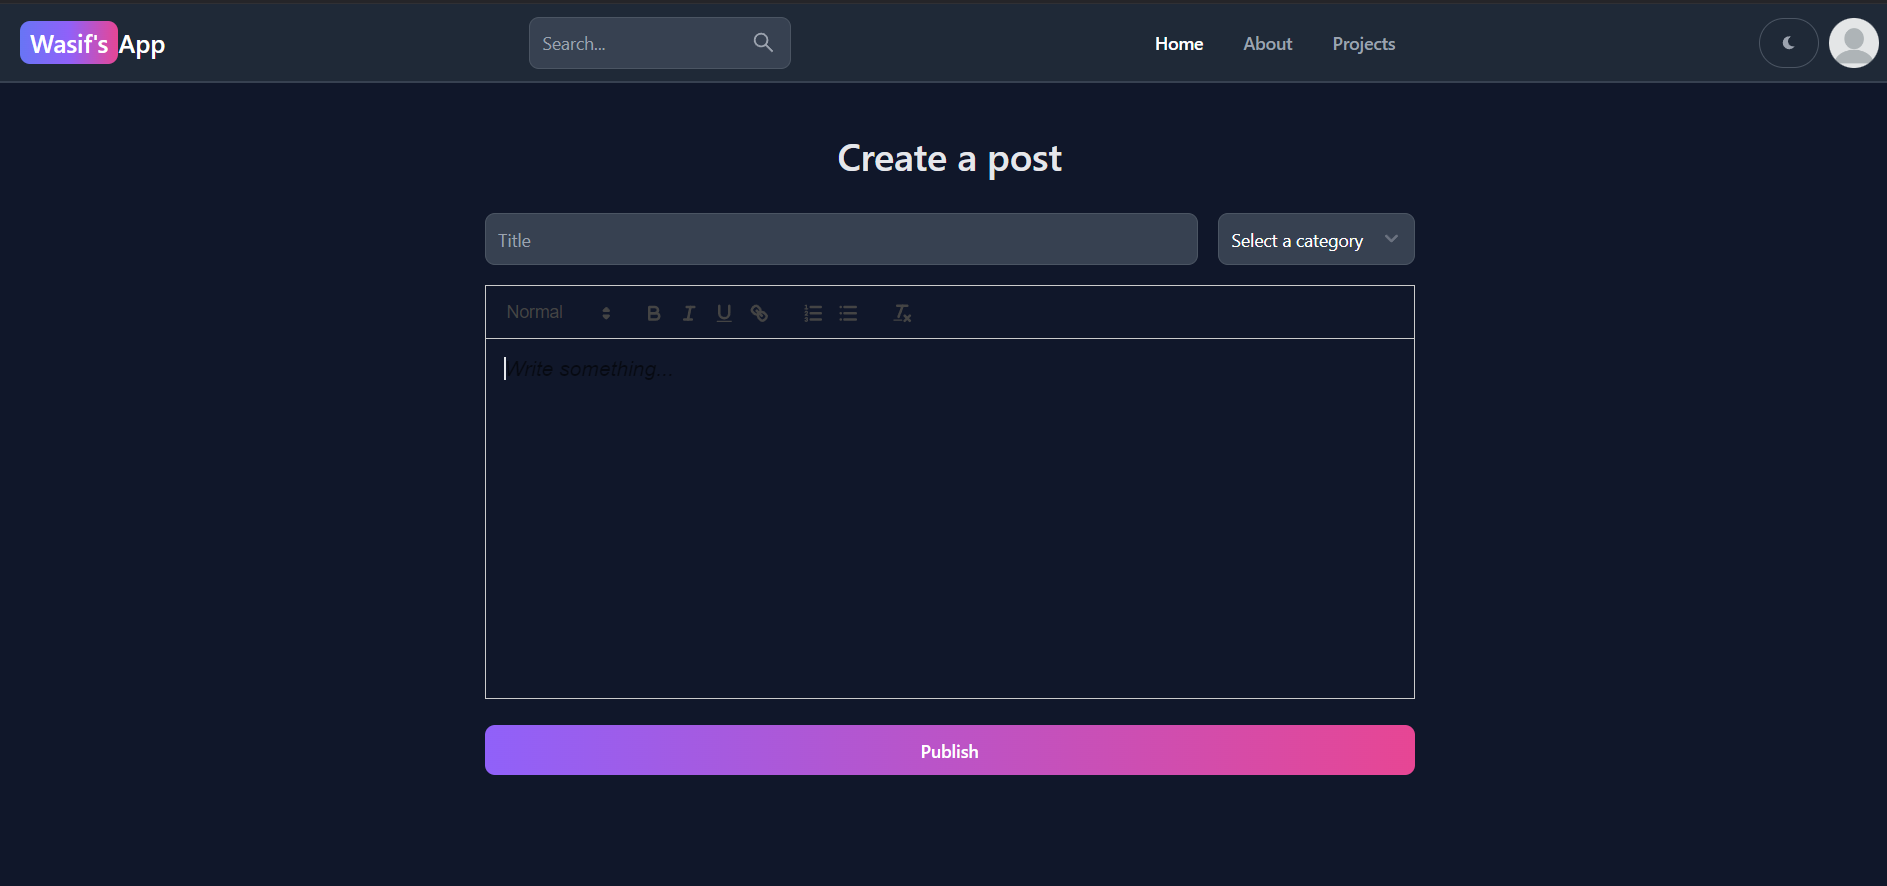 Wasif's App
Search...
Home About Projects
Create a post
Title
Select a category
Normal
Write something...
Publish